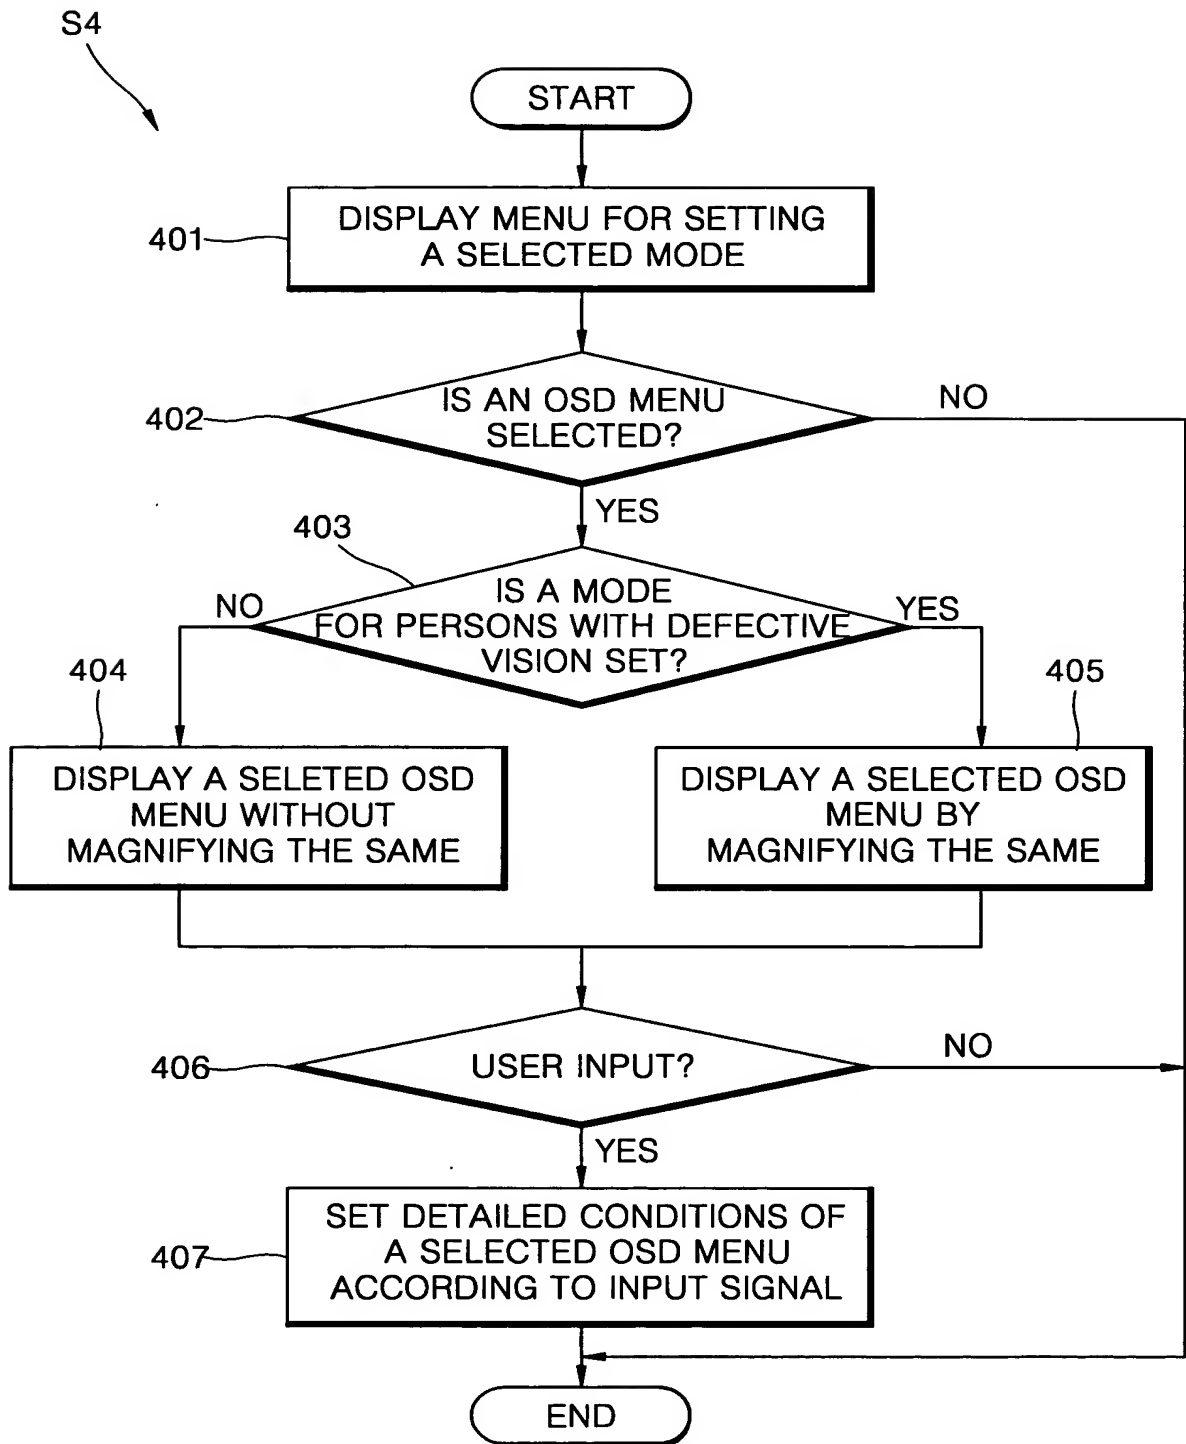 S4
START
401
DISPLAY MENU FOR SETTING
A SELECTED MODE
402
IS AN OSD MENU
SELECTED?
NO
YES
403
IS A MODE
FOR PERSONS WITH DEFECTIVE
VISION SET?
NO
YES
404
DISPLAY A SELETED OSD
MENU WITHOUT
MAGNIFYING THE SAME
405
DISPLAY A SELECTED OSD
MENU BY
MAGNIFYING THE SAME
406
USER INPUT?
NO
YES
407
SET DETAILED CONDITIONS OF
A SELECTED OSD MENU
ACCORDING TO INPUT SIGNAL
END